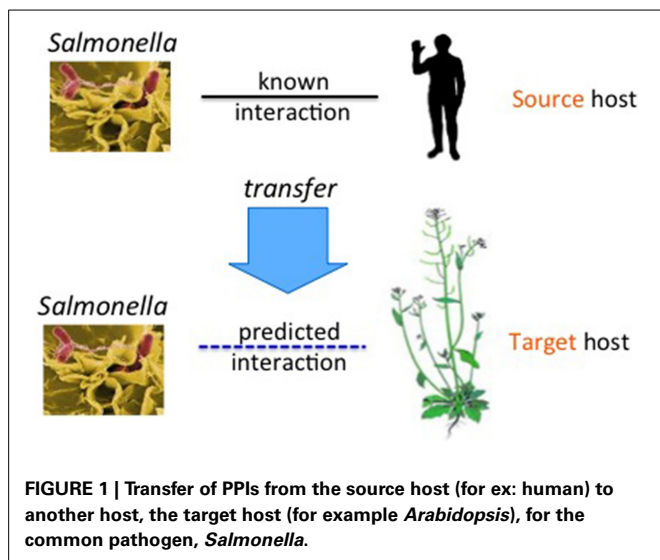 Salmonella
known
interaction
Source host
transfer
Salmonella
predicted
interaction
Target host
FIGURE 1 | Transfer of PPIs from the source host (for ex: human) to
another host, the target host (for example Arabidopsis), for the
common pathogen, Salmonella.